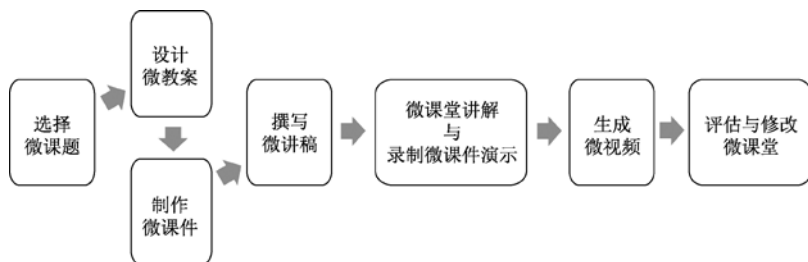 选择
微课题
设计
微教案
制作
微课件
撰写
微讲稿
微课堂讲解
与
录制微课件演示
生成
微视频
评估与修改
微课堂